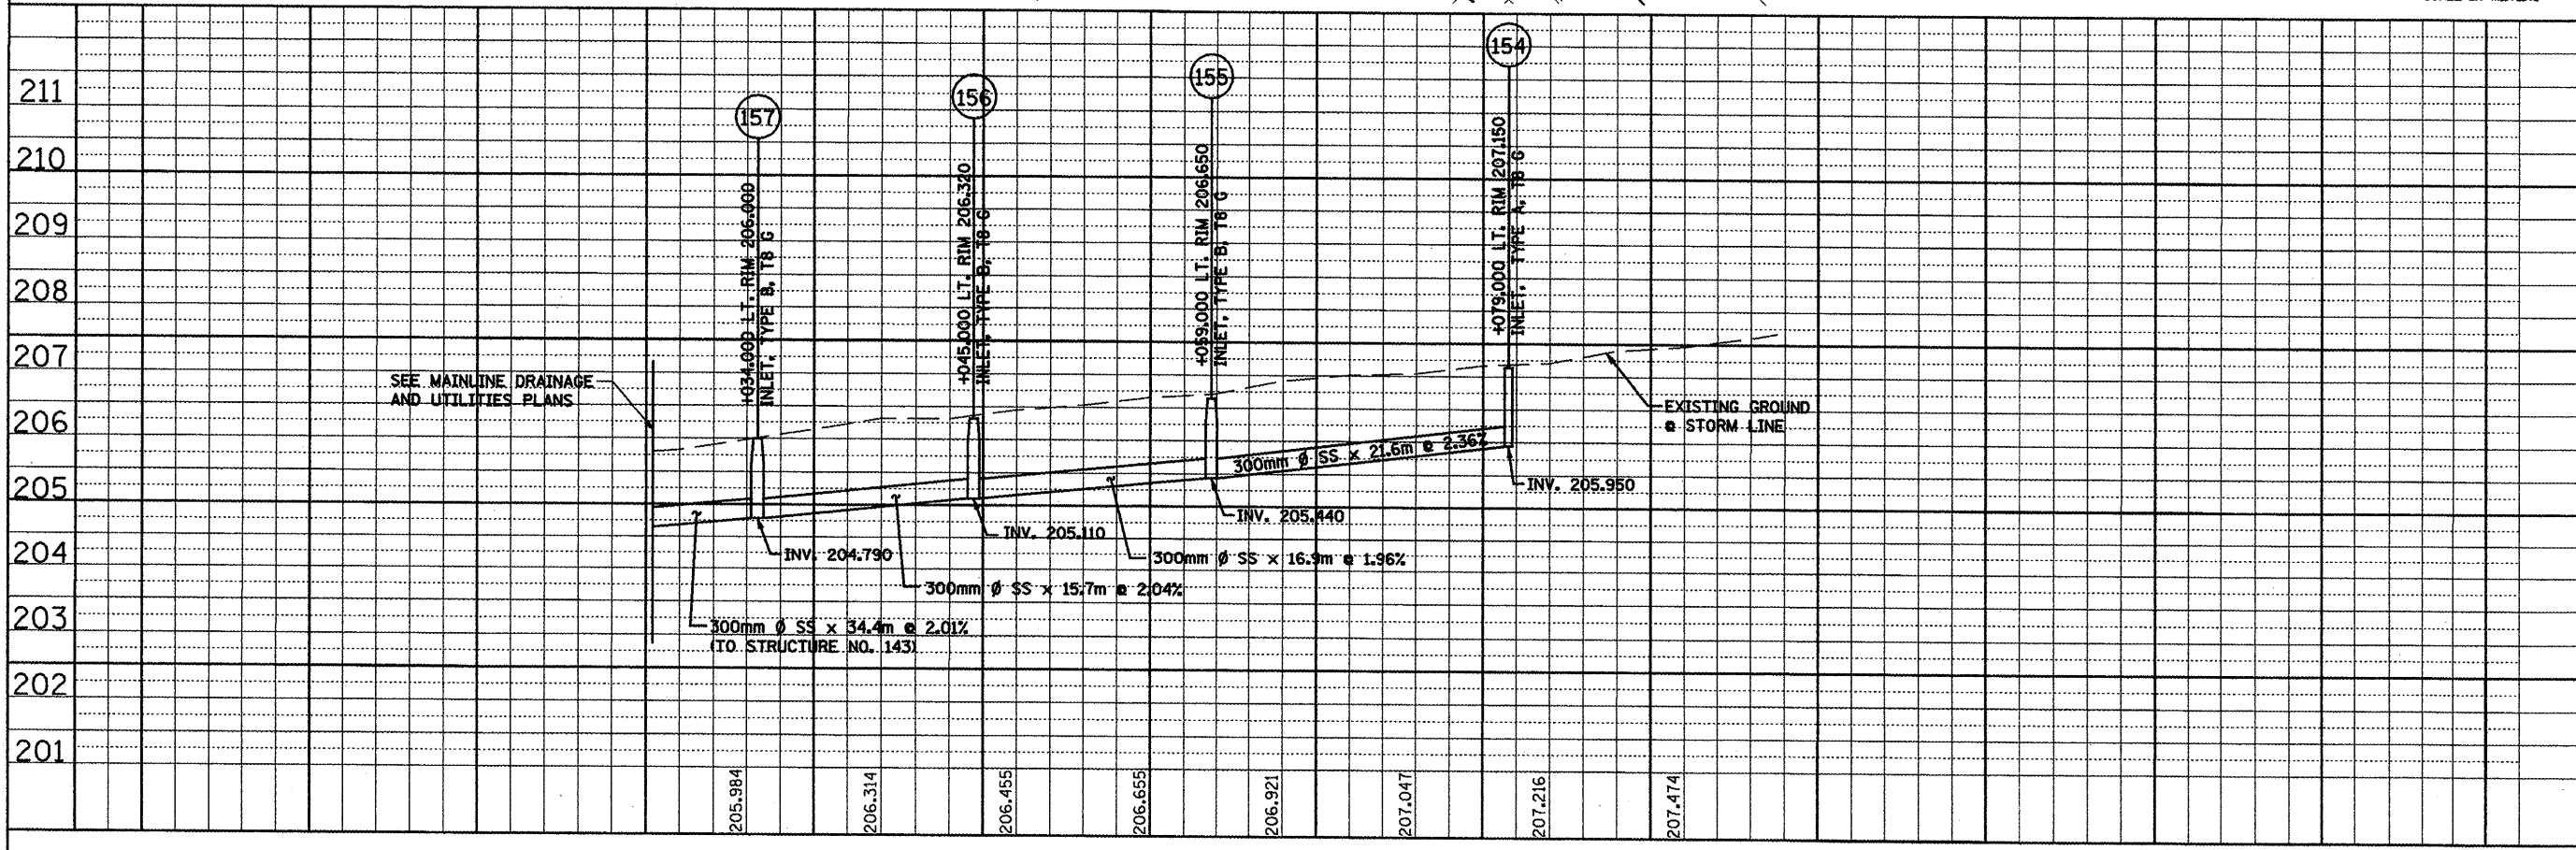 154
155
156
157
211
210
209
208
207
206
205
204
203
202
201
+034.000 LT. RIM 206.000
INLET, TYPE B, T8 G
+045.000 LT. RIM 206.320
INLET, TYPE B, T8 G
+059.000 LT. RIM 206.650
INLET, TYPE B, T8 G
+079.000 LT. RIM 207.150
INLET, TYPE A, T8 G
SEE MAINLINE DRAINAGE
AND UTILITIES PLANS
EXISTING GROUND
@ STORM LINE
300mm Ø SS x 21.6m @ 2.36%
INV. 205.950
INV. 205.440
INV. 205.110
INV. 204.790
300mm Ø SS x 16.9m @ 1.96%
300mm Ø SS x 15.7m @ 2.04%
300mm Ø SS x 34.4m @ 2.01%
(TO STRUCTURE NO. 143)
205.984
206.314
206.455
206.655
206.921
207.047
207.216
207.474